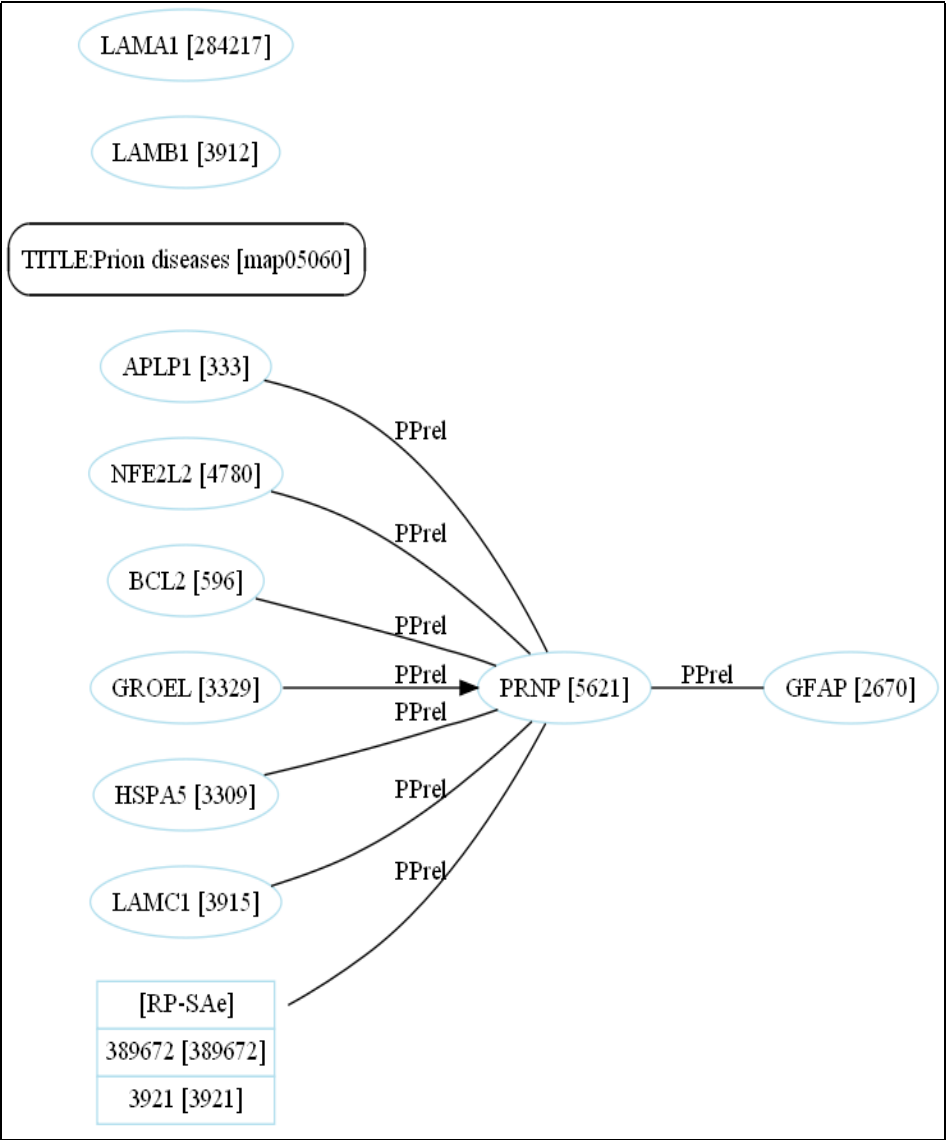 LAMA1 [284217]
LAMB1 [3912]
TITLE:Prion diseases [map05060]
APLP1 [333]
PPrel
NFE2L2 [4780]
PPrel
BCL2 [596]
PPrel
GROEL [3329]
PPrel
PRNP [5621]
PPrel
GFAP [2670]
PPrel
HSPA5 [3309]
PPrel
LAMC1 [3915]
PPrel
[RP-SAe]
389672 [389672]
3921 [3921]